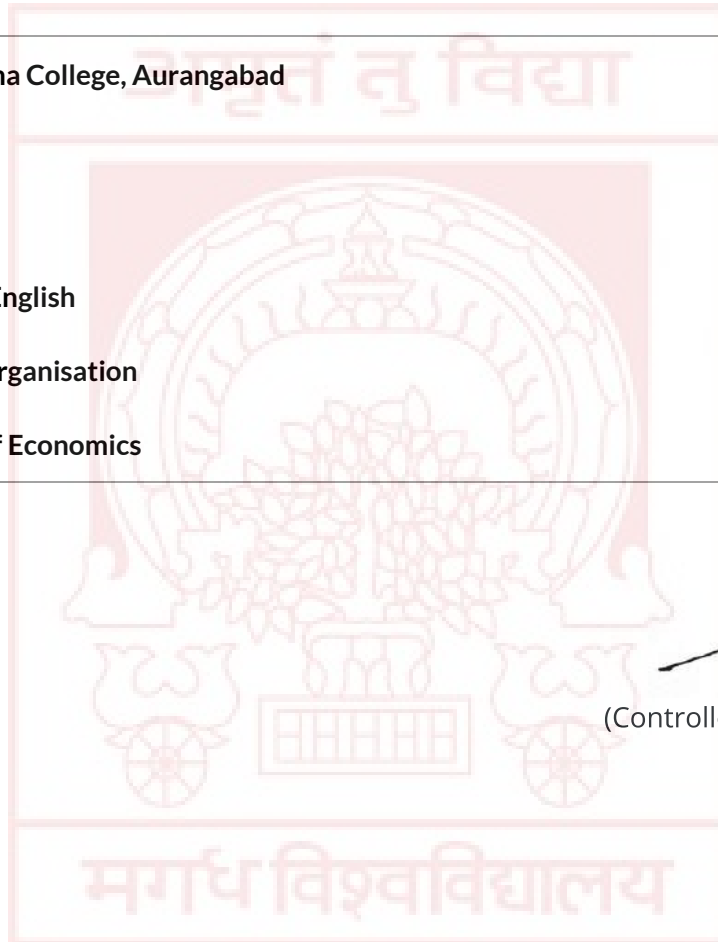 अमृतं तु विद्या
na College, Aurangabad
English
rganisation
f Economics
(Controll
मगध विश्वविद्यालय